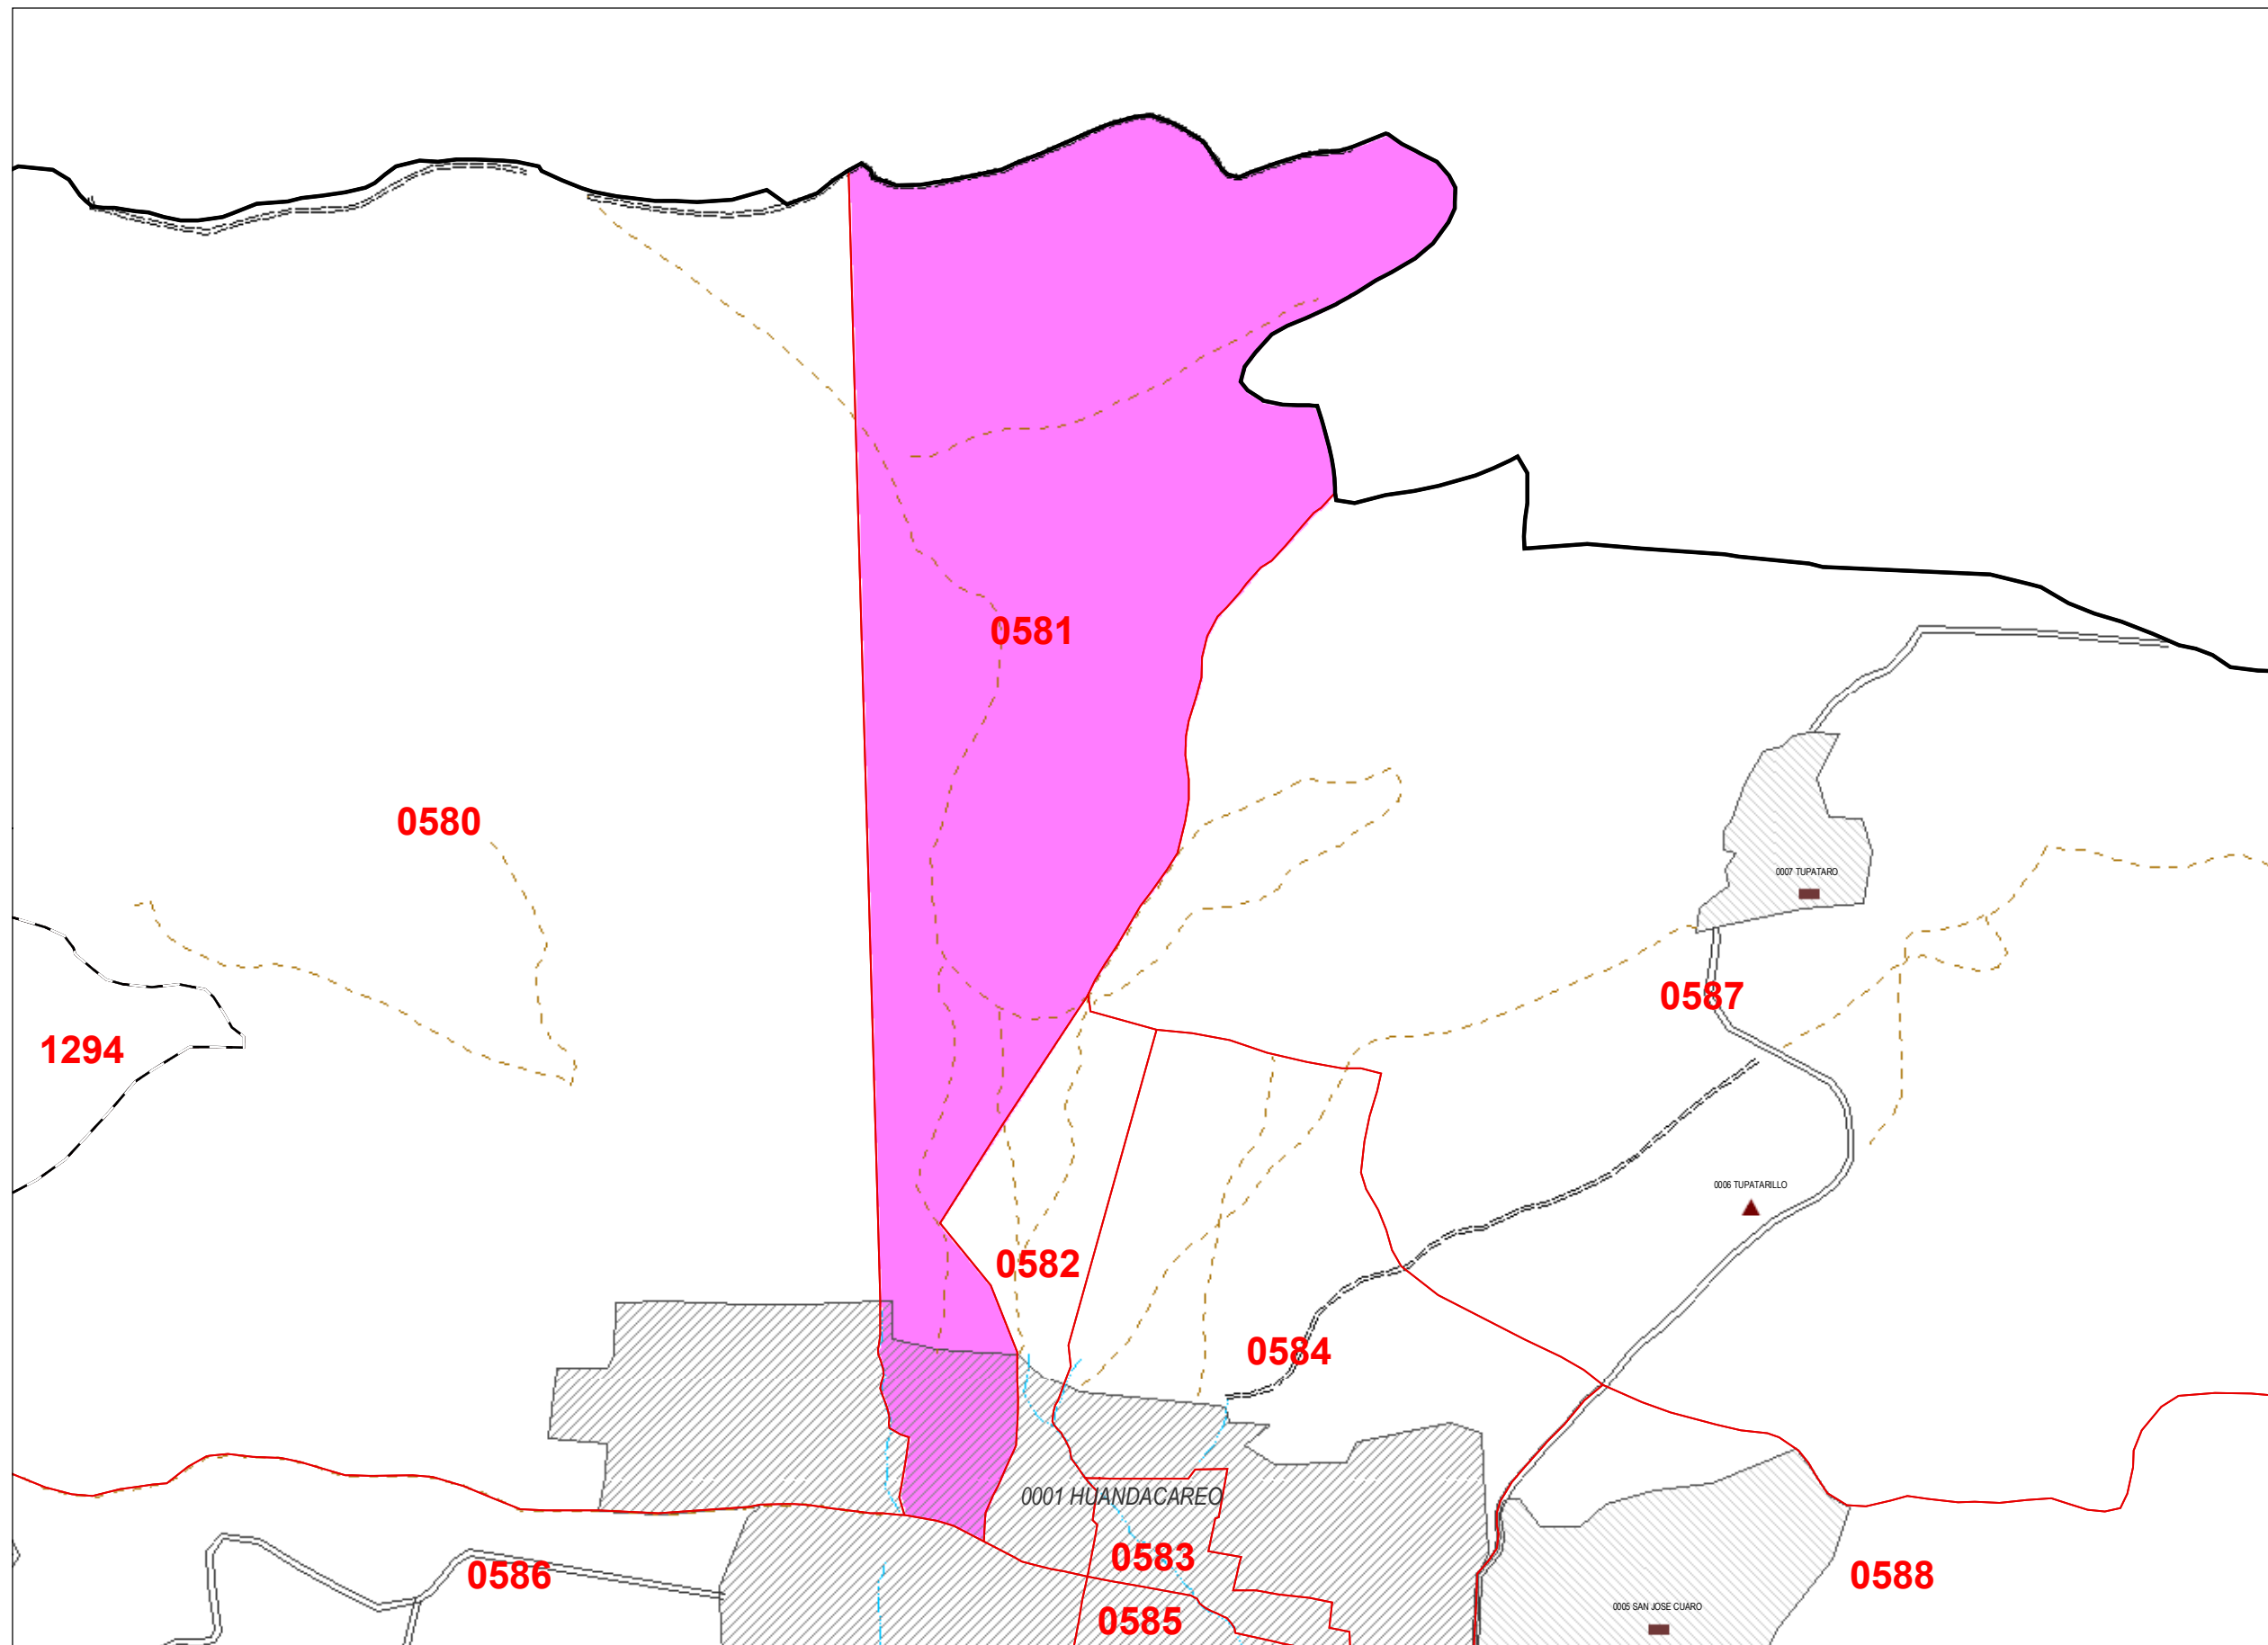 0581
0580
0007 TUPATARO
0587
1294
0006 TUPATARILLO
0582
0584
0001 HUANDACAREO
0583
0586
0588
0005 SAN JOSE CUARO
0585